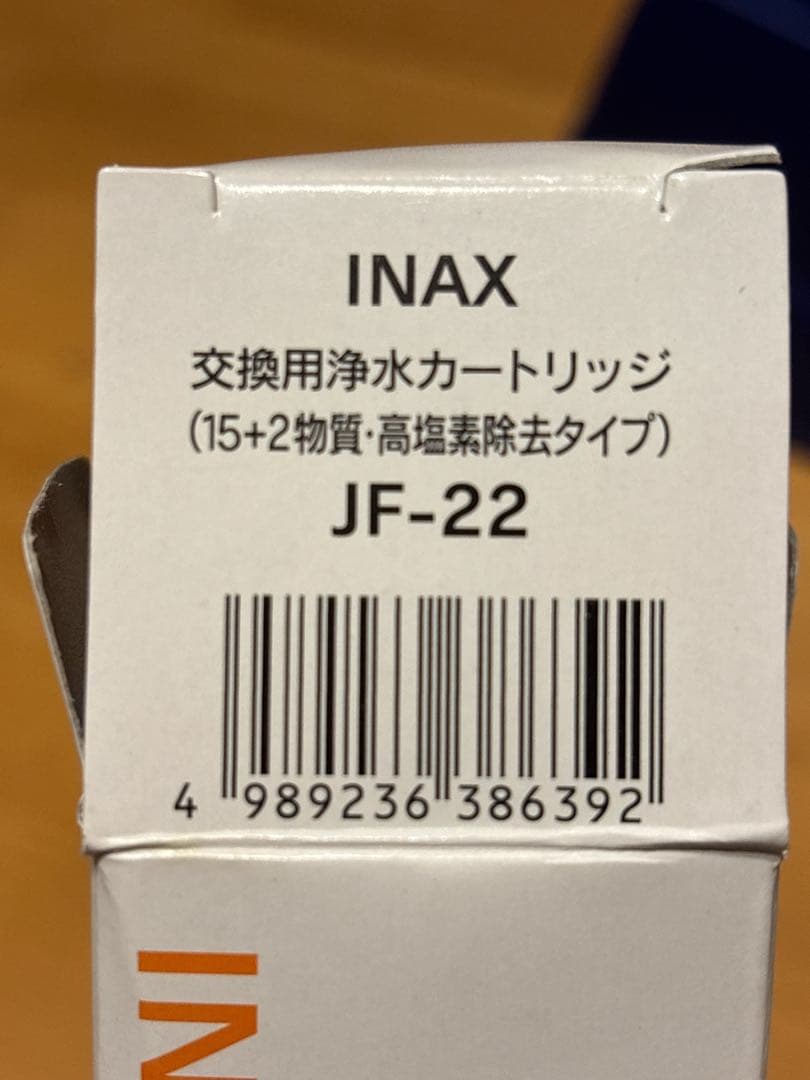 INAX
交換用浄水カートリッジ
(15+2物質・高塩素除去タイプ)
JF-22
4 989236 386392
IN